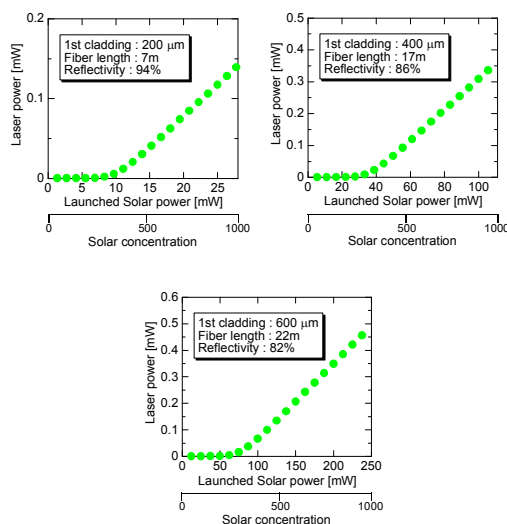 0.2
0.1
0
Laser power [mW]
1st cladding : 200 μm
Fiber length : 7m
Reflectivity : 94%
0 5 10 15 20 25
Launched Solar power [mW]
0 500 1000
Solar concentration
0.5
0.4
0.3
0.2
0.1
0
Laser power [mW]
1st cladding : 400 μm
Fiber length : 17m
Reflectivity : 86%
0 20 40 60 80 100
Launched Solar power [mW]
0 500 1000
Solar concentration
0.6
0.5
0.4
0.3
0.2
0.1
0
Laser power [mW]
1st cladding : 600 μm
Fiber length : 22m
Reflectivity : 82%
0 50 100 150 200 250
Launched Solar power [mW]
0 500 1000
Solar concentration